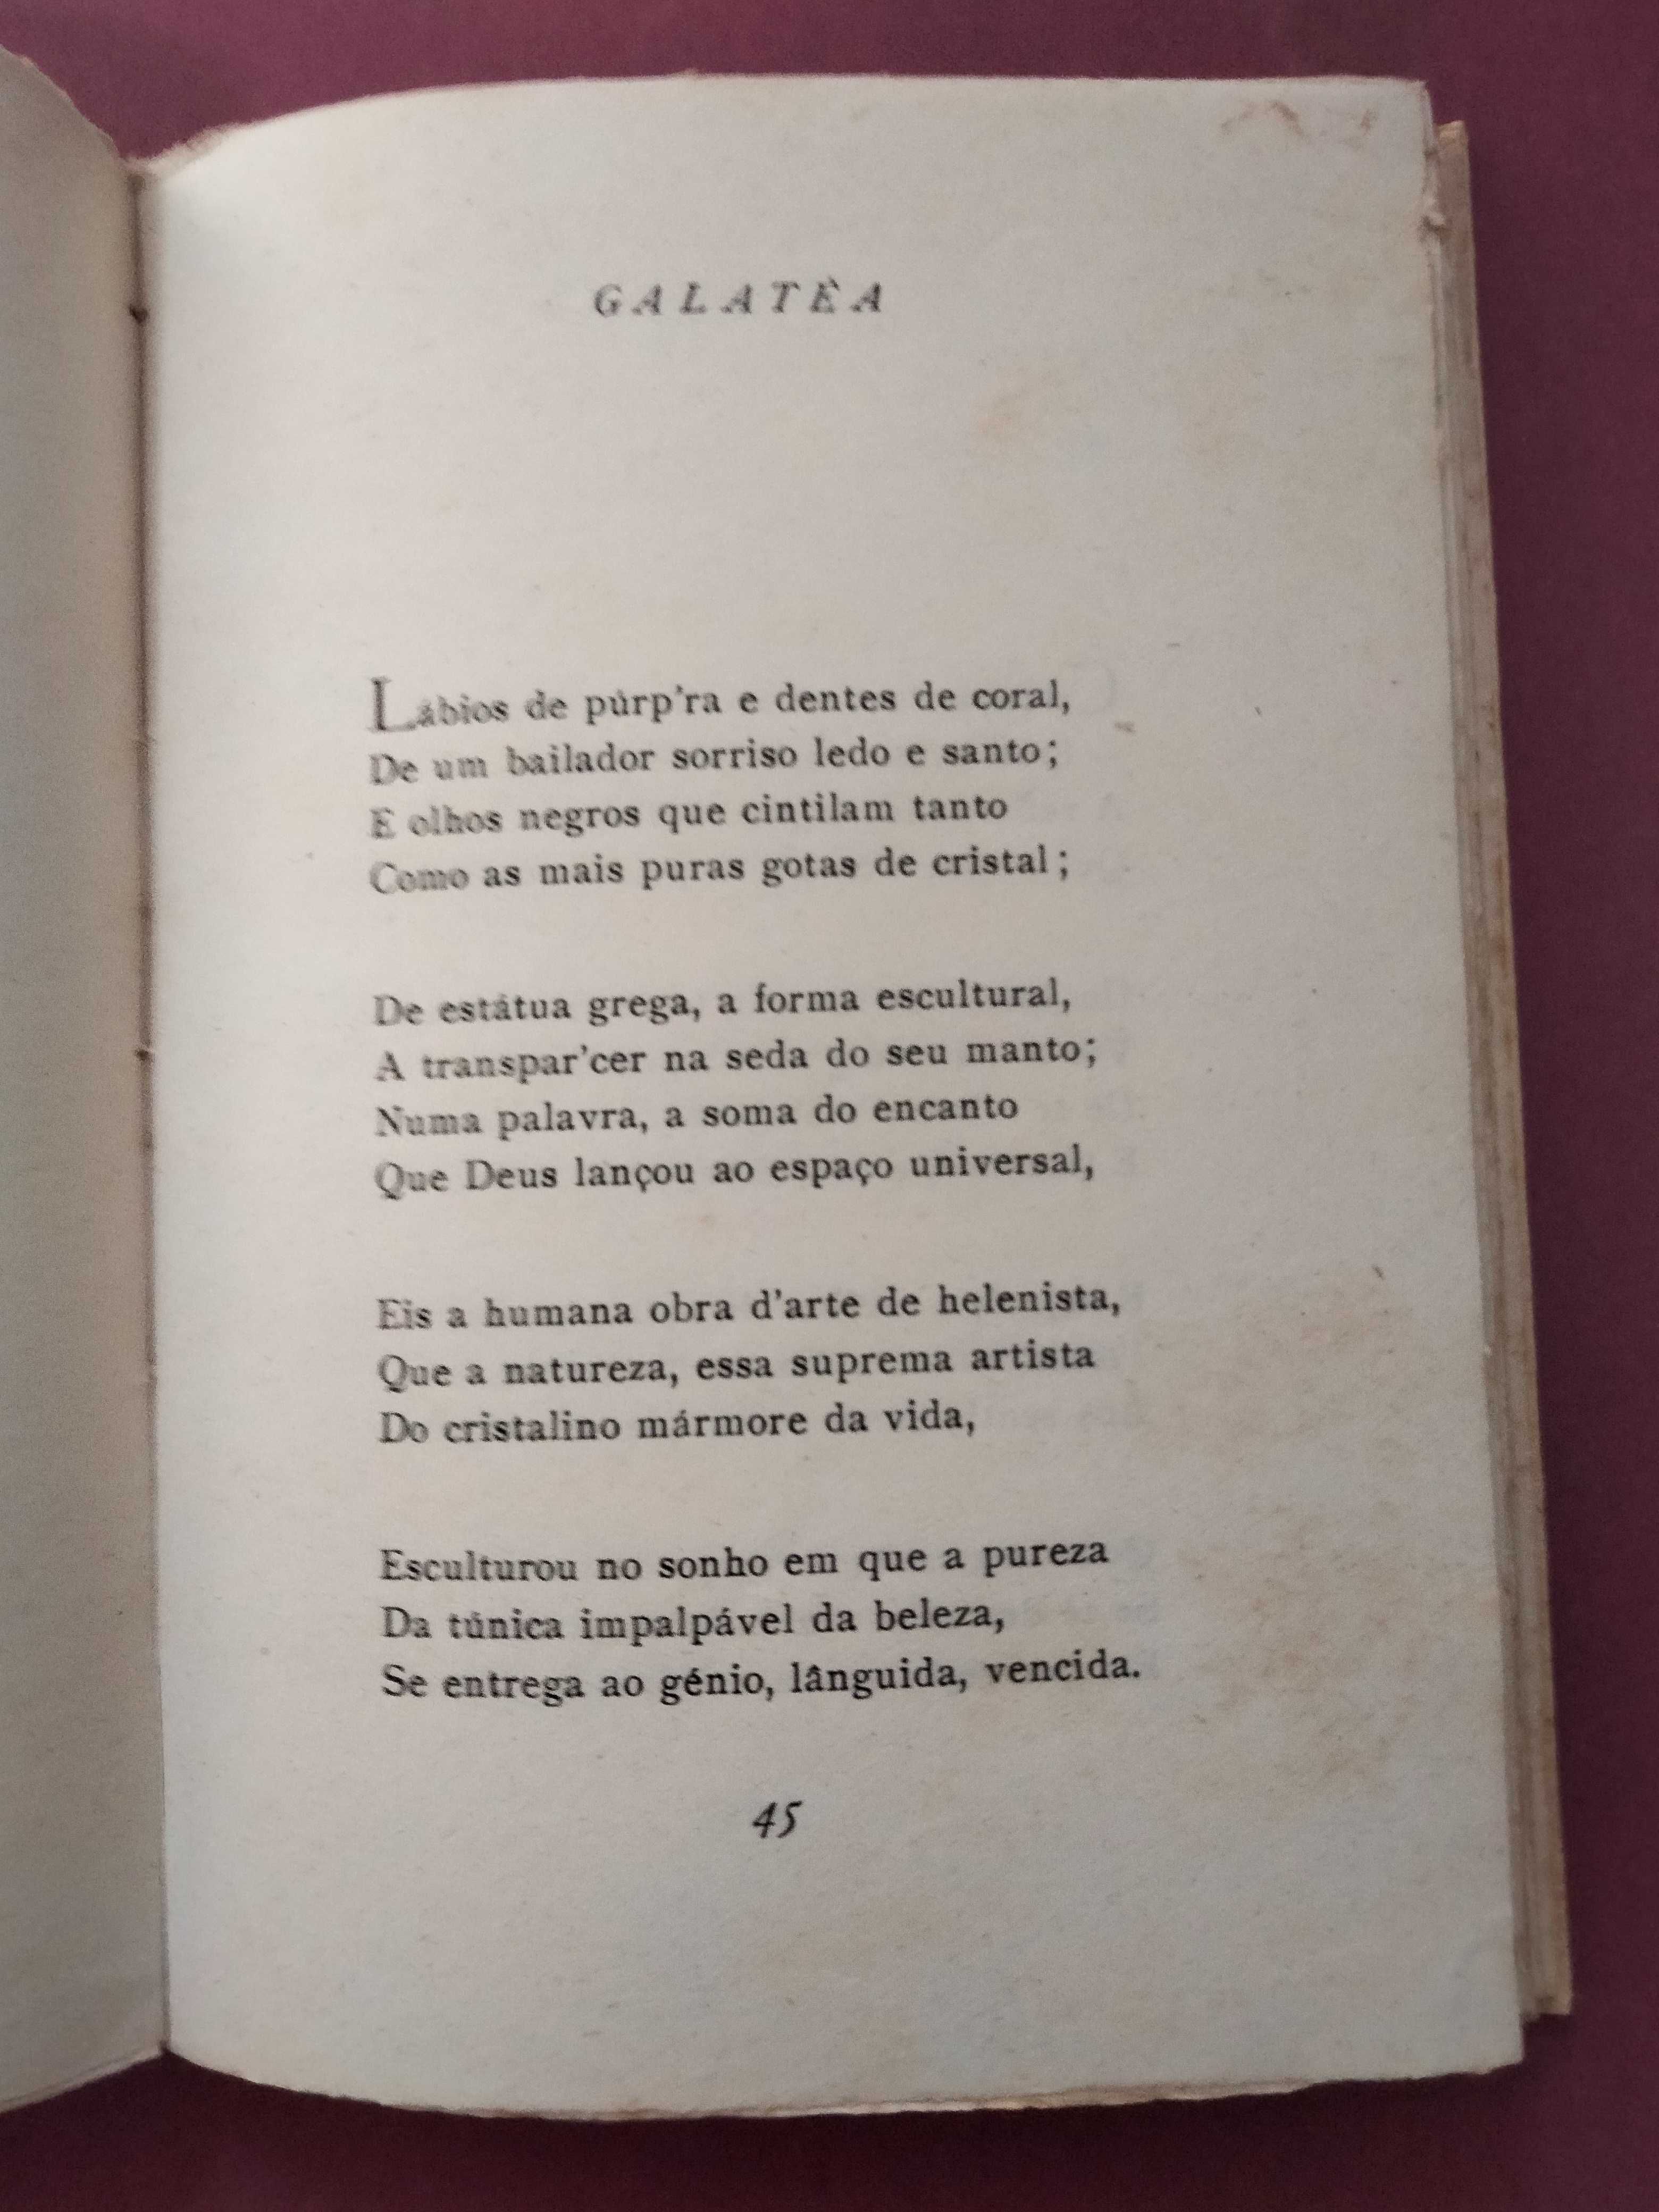 GALATÈA
Lábios de púrp'ra e dentes de coral,
De um bailador sorriso ledo e santo;
E olhos negros que cintilam tanto
Como as mais puras gotas de cristal;
De estátua grega, a forma escultural,
A transpar'cer na seda do seu manto;
Numa palavra, a soma do encanto
Que Deus lançou ao espaço universal,
Eis a humana obra d'arte de helenista,
Que a natureza, essa suprema artista
Do cristalino mármore da vida,
Esculturou no sonho em que a pureza
Da túnica impalpável da beleza,
Se entrega ao génio, lânguida, vencida.
45